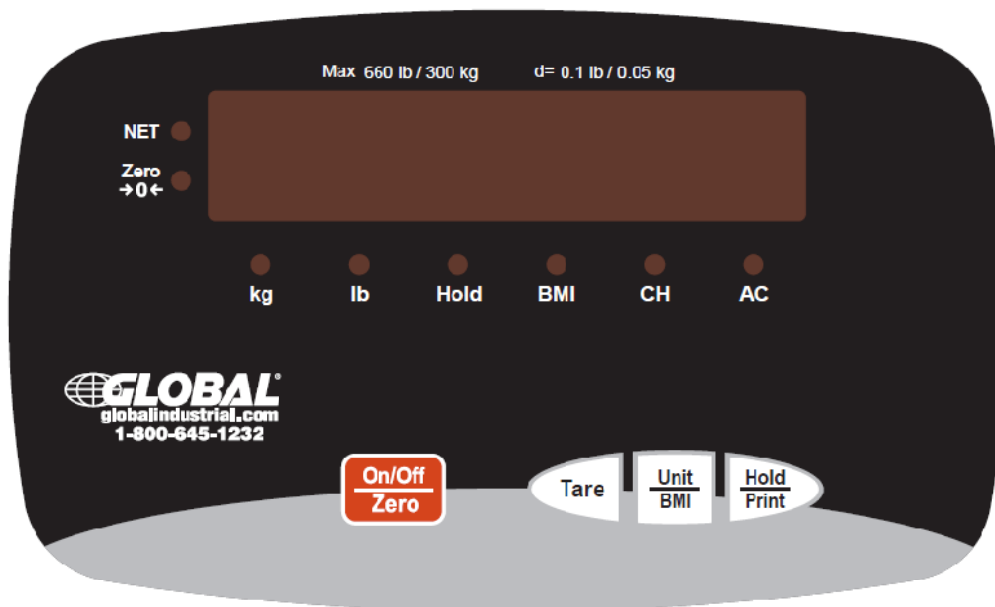 Max 660 lb / 300 kg d= 0.1 lb / 0.05 kg
NET
Zero
→0←
kg lb Hold BMI CH AC
GLOBAL®
globalindustrial.com
1-800-645-1232
On/Off
Zero
Tare
Unit
BMI
Hold
Print